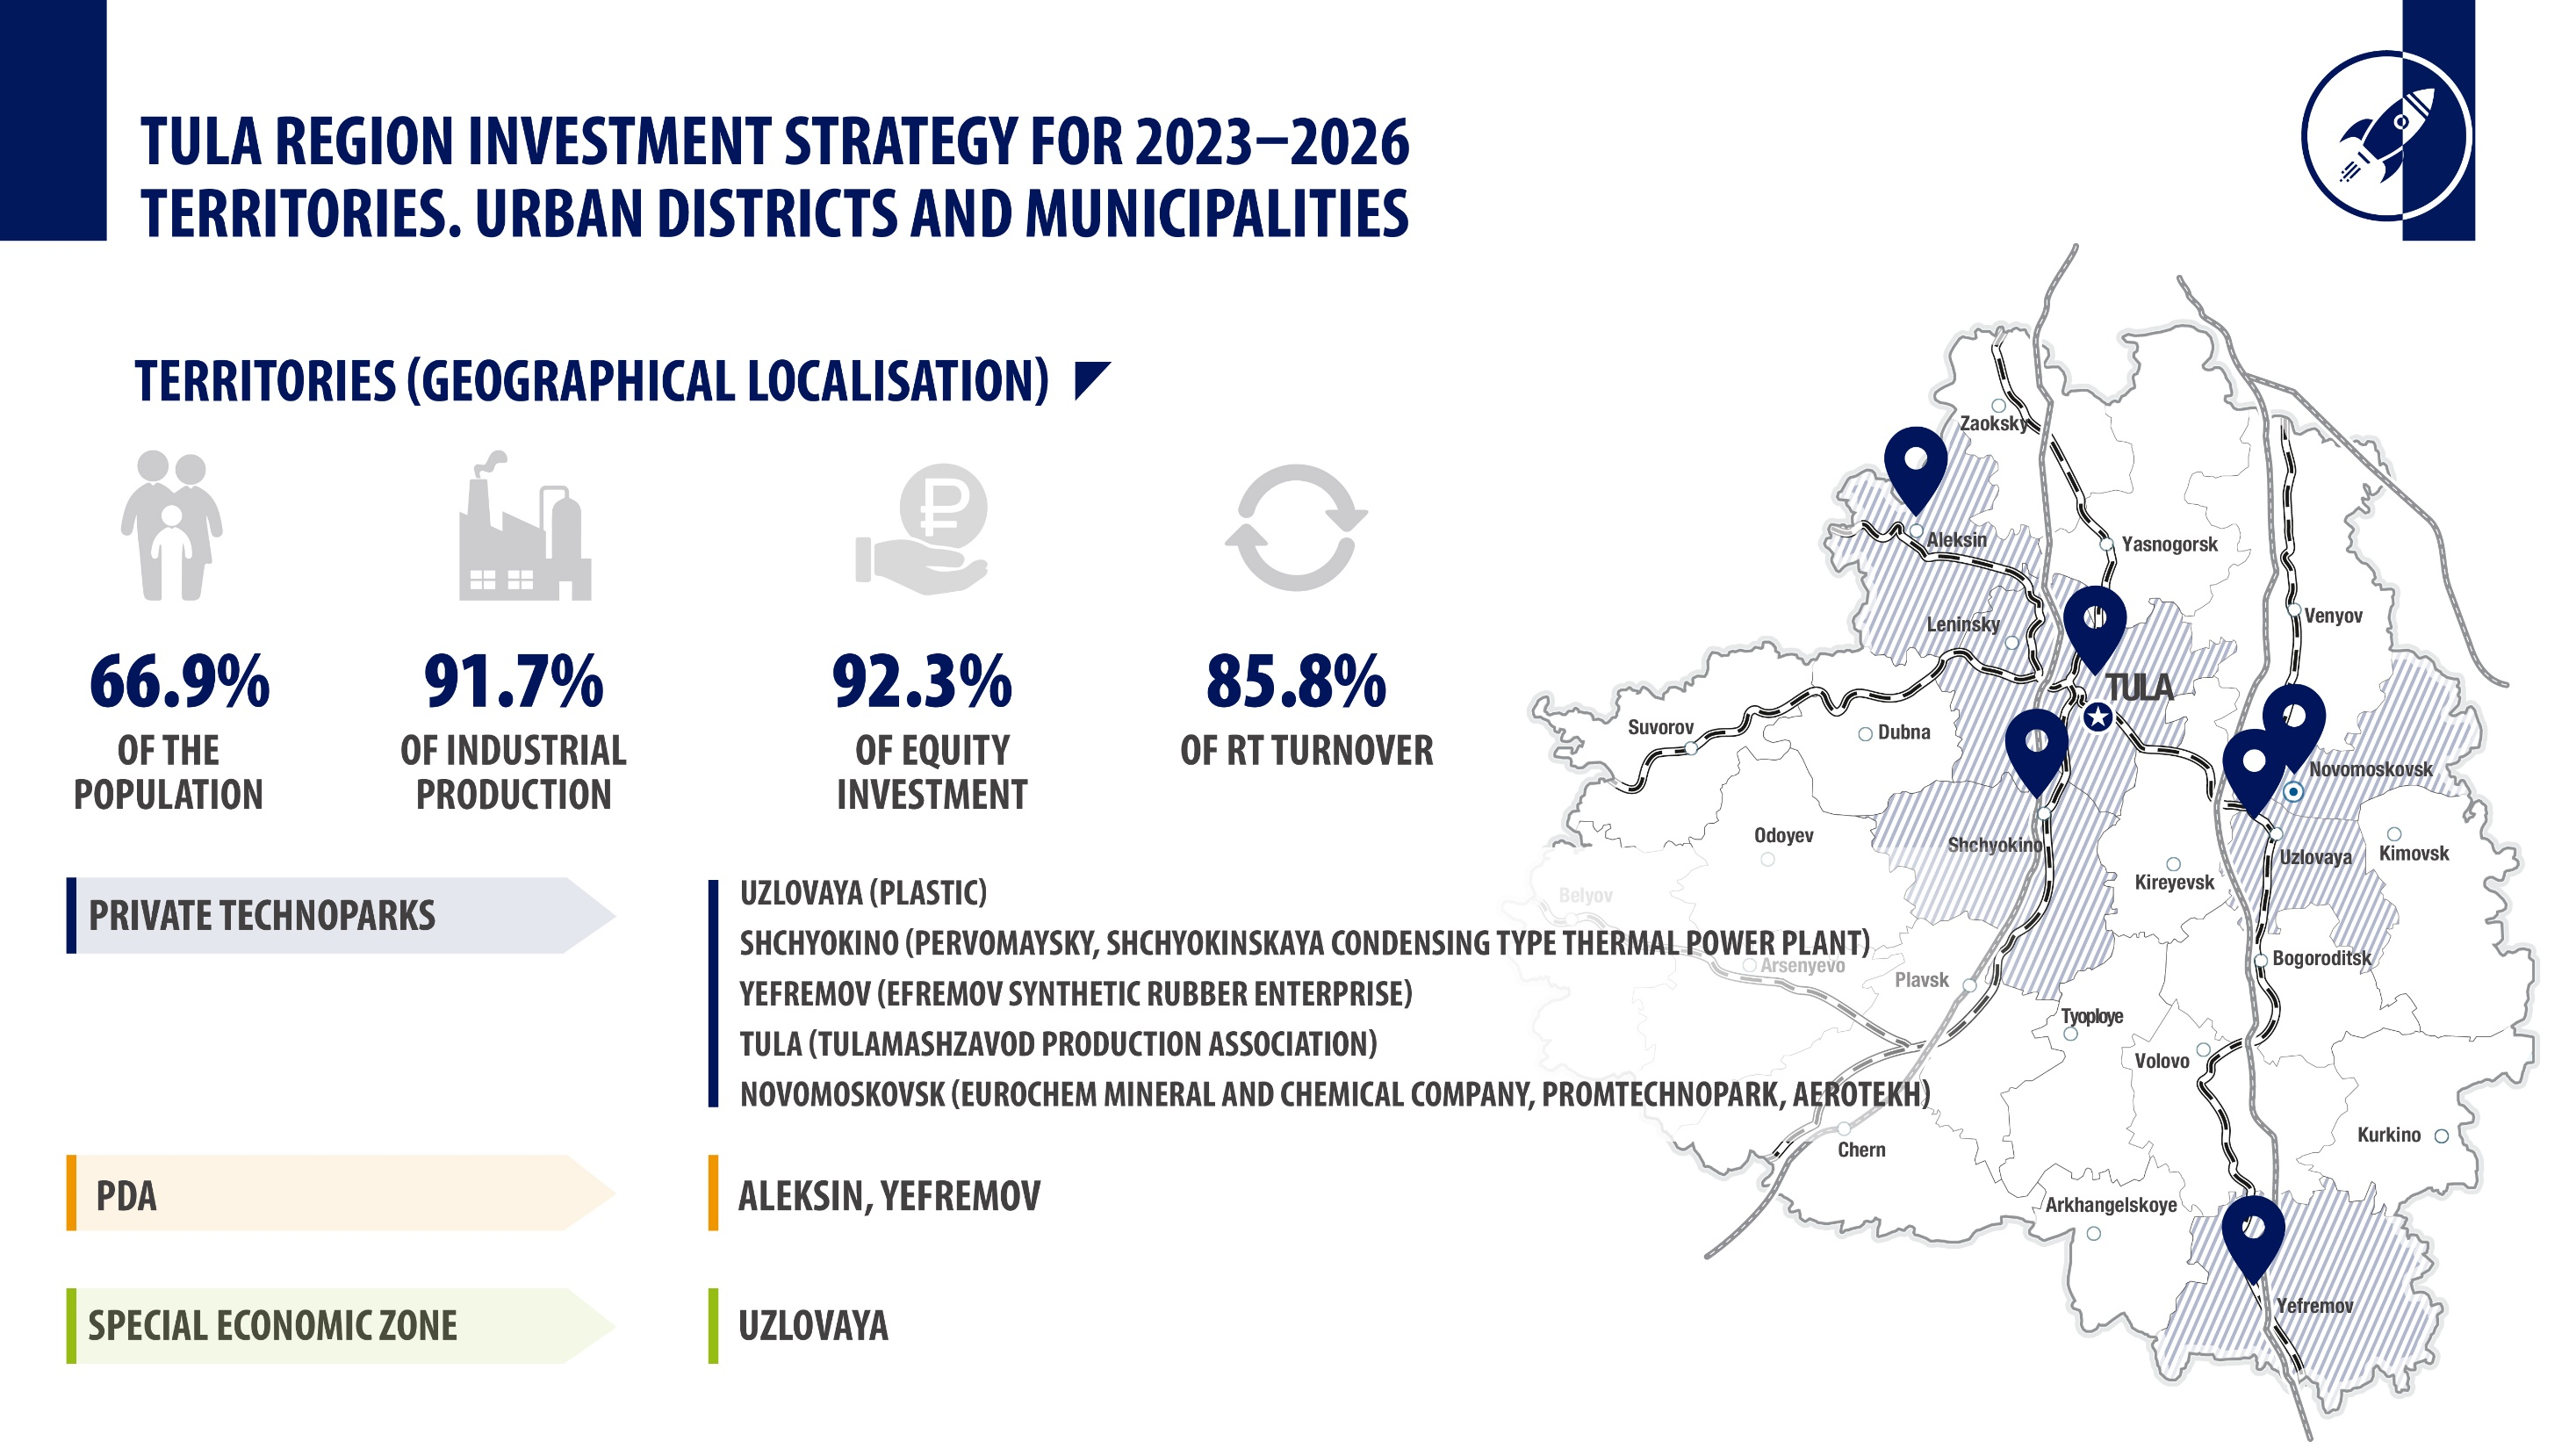 TULA REGION INVESTMENT STRATEGY FOR 2023–2026
TERRITORIES. URBAN DISTRICTS AND MUNICIPALITIES
TERRITORIES (GEOGRAPHICAL LOCALISATION)
66.9%
OF THE
POPULATION
91.7%
OF INDUSTRIAL
PRODUCTION
92.3%
OF EQUITY
INVESTMENT
85.8%
OF RT TURNOVER
PRIVATE TECHNOPARKS
UZLOVAYA (PLASTIC)
SHCHYOKINO (PERVOMAYSKY, SHCHYOKINSKAYA CONDENSING TYPE THERMAL POWER PLANT)
YEFREMOV (EFREMOV SYNTHETIC RUBBER ENTERPRISE)
TULA (TULAMASHZAVOD PRODUCTION ASSOCIATION)
NOVOMOSKOVSK (EUROCHEM MINERAL AND CHEMICAL COMPANY, PROMTECHNOPARK, AEROTEKH)
PDA
ALEKSIN, YEFREMOV
SPECIAL ECONOMIC ZONE
UZLOVAYA
Zaoksky
Aleksin
Yasnogorsk
Leninsky
Venyov
TULA
Suvorov
Dubna
Novomoskovsk
Odoyev
Shchyokino
Uzlovaya
Kimovsk
Kireyevsk
Belyov
Arsenyevo
Plavsk
Bogoroditsk
Tyoploye
Volovo
Chern
Kurkino
Arkhangelskoye
Yefremov